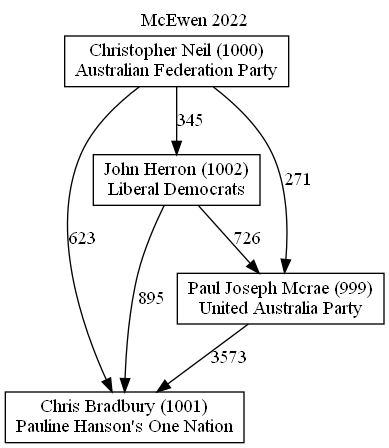 McEwen 2022
Christopher Neil (1000)
Australian Federation Party
345
John Herron (1002)
Liberal Democrats
271
623
726
895
Paul Joseph Mcrae (999)
United Australia Party
3573
Chris Bradbury (1001)
Pauline Hanson's One Nation